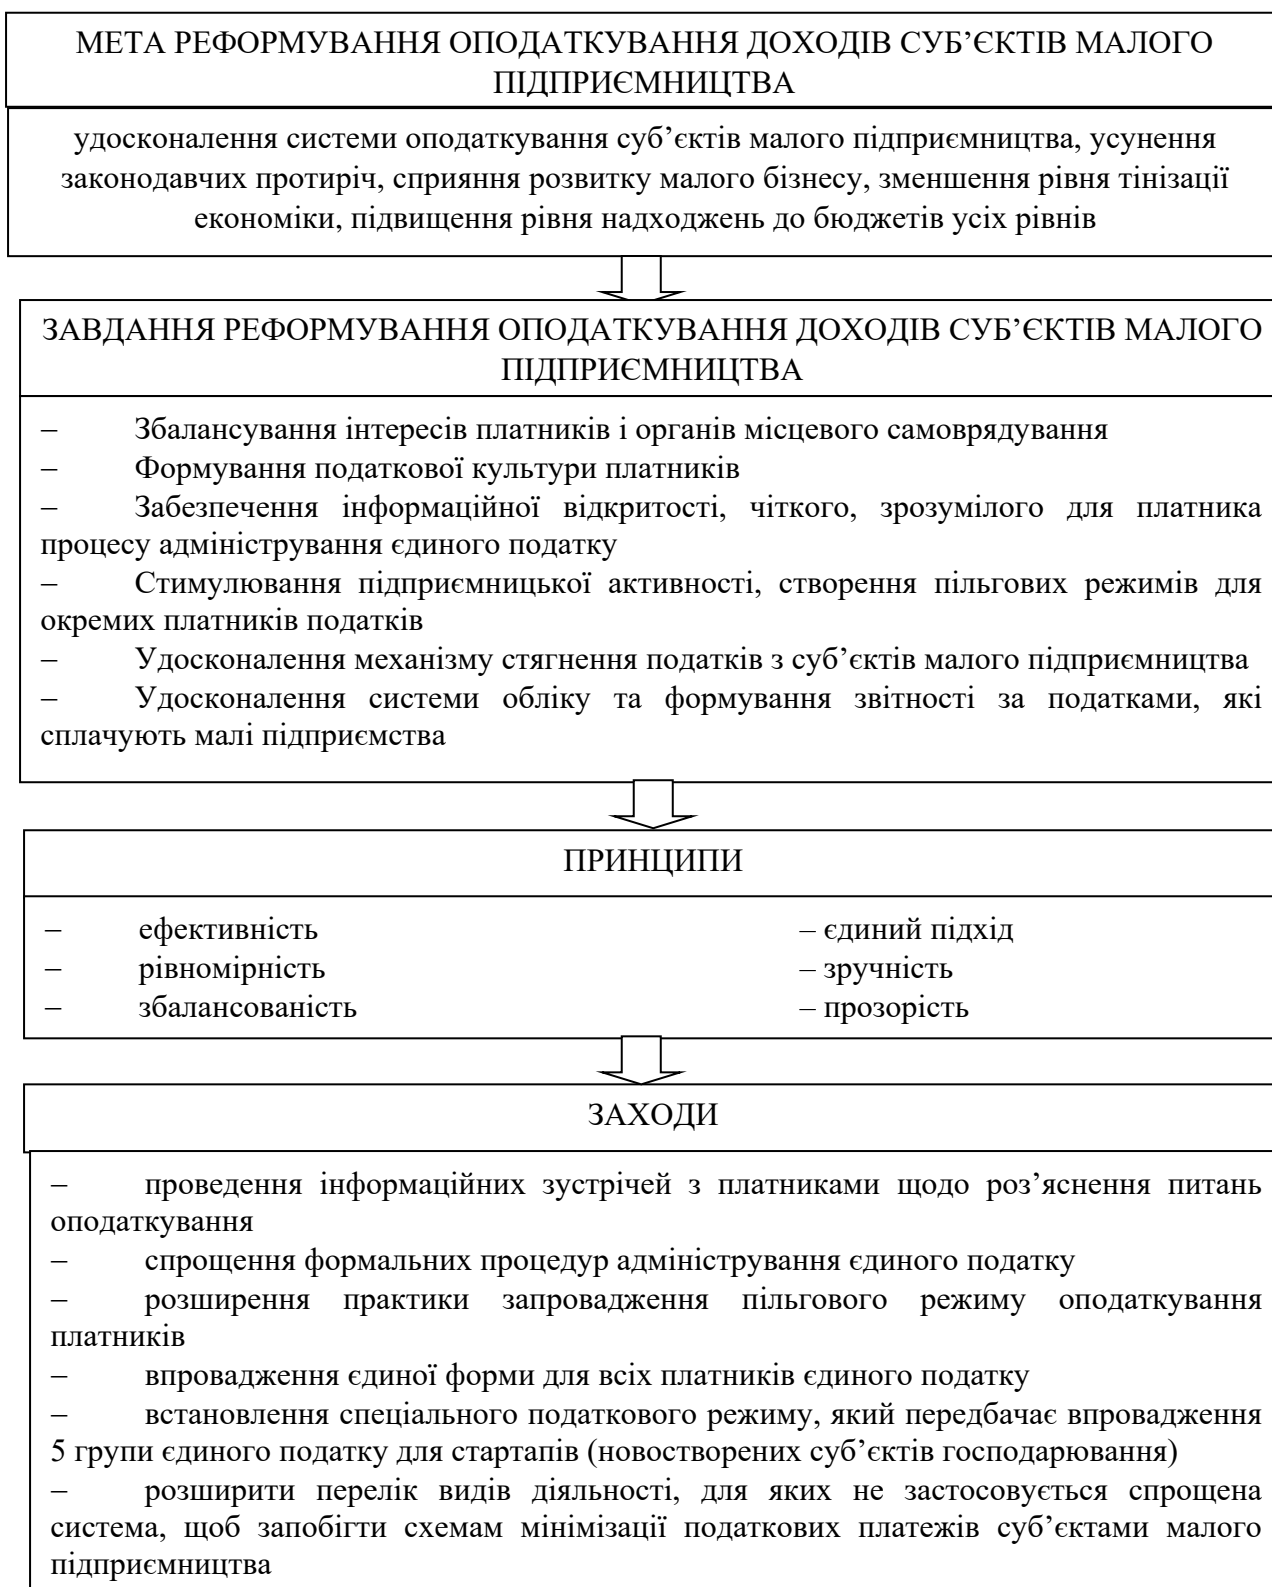 МЕТА РЕФОРМУВАННЯ ОПОДАТКУВАННЯ ДОХОДІВ СУБ’ЄКТІВ МАЛОГО
ПІДПРИЄМНИЦТВА
удосконалення системи оподаткування суб’єктів малого підприємництва, усунення
законодавчих протиріч, сприяння розвитку малого бізнесу, зменшення рівня тінізації
економіки, підвищення рівня надходжень до бюджетів усіх рівнів
ЗАВДАННЯ РЕФОРМУВАННЯ ОПОДАТКУВАННЯ ДОХОДІВ СУБ’ЄКТІВ МАЛОГО
ПІДПРИЄМНИЦТВА
– Збалансування інтересів платників і органів місцевого самоврядування
– Формування податкової культури платників
– Забезпечення інформаційної відкритості, чіткого, зрозумілого для платника
процесу адміністрування єдиного податку
– Стимулювання підприємницької активності, створення пільгових режимів для
окремих платників податків
– Удосконалення механізму стягнення податків з суб’єктів малого підприємництва
– Удосконалення системи обліку та формування звітності за податками, які
сплачують малі підприємства
ПРИНЦИПИ
– ефективність – єдиний підхід
– рівномірність – зручність
– збалансованість – прозорість
ЗАХОДИ
– проведення інформаційних зустрічей з платниками щодо роз’яснення питань
оподаткування
– спрощення формальних процедур адміністрування єдиного податку
– розширення практики запровадження пільгового режиму оподаткування
платників
– впровадження єдиної форми для всіх платників єдиного податку
– встановлення спеціального податкового режиму, який передбачає впровадження
5 групи єдиного податку для стартапів (новостворених суб’єктів господарювання)
– розширити перелік видів діяльності, для яких не застосовується спрощена
система, щоб запобігти схемам мінімізації податкових платежів суб’єктами малого
підприємництва